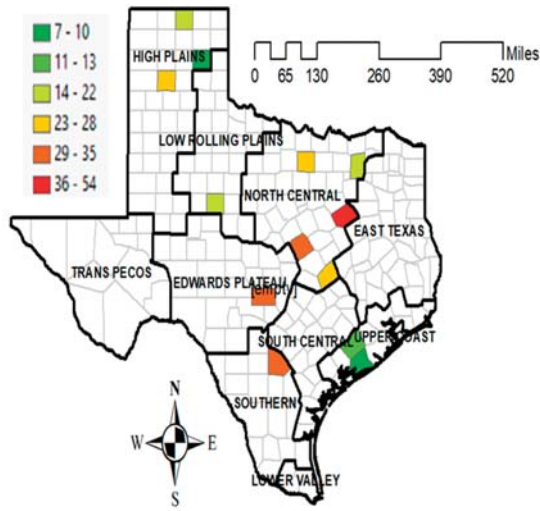 7 - 10
11 - 13
14 - 22
23 - 28
29 - 35
36 - 54
Miles
0 65 130 260 390 520
HIGH PLAINS
LOW ROLLING PLAINS
NORTH CENTRAL
EAST TEXAS
TRANS PECOS
EDWARDS PLATEAU
[empty]
SOUTH CENTRAL
UPPER COAST
SOUTHERN
LOWER VALLEY
N
W E
S